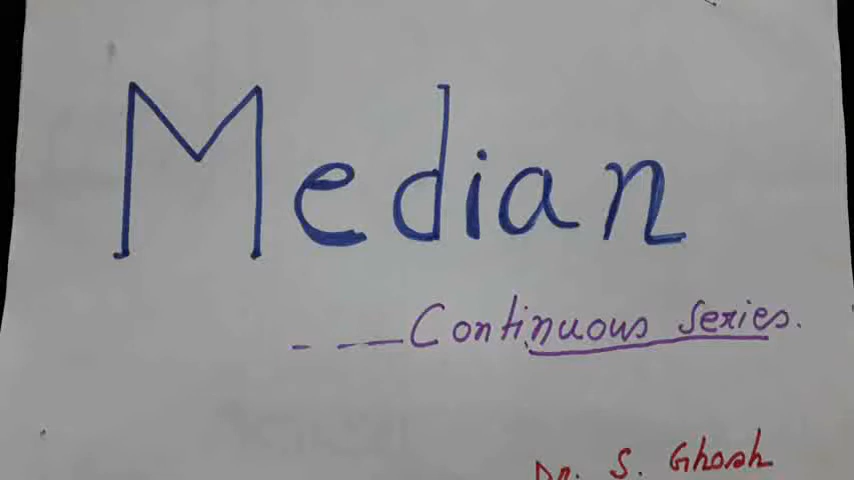 Median
- - —Continuous Series.
Dr. S. Ghosh